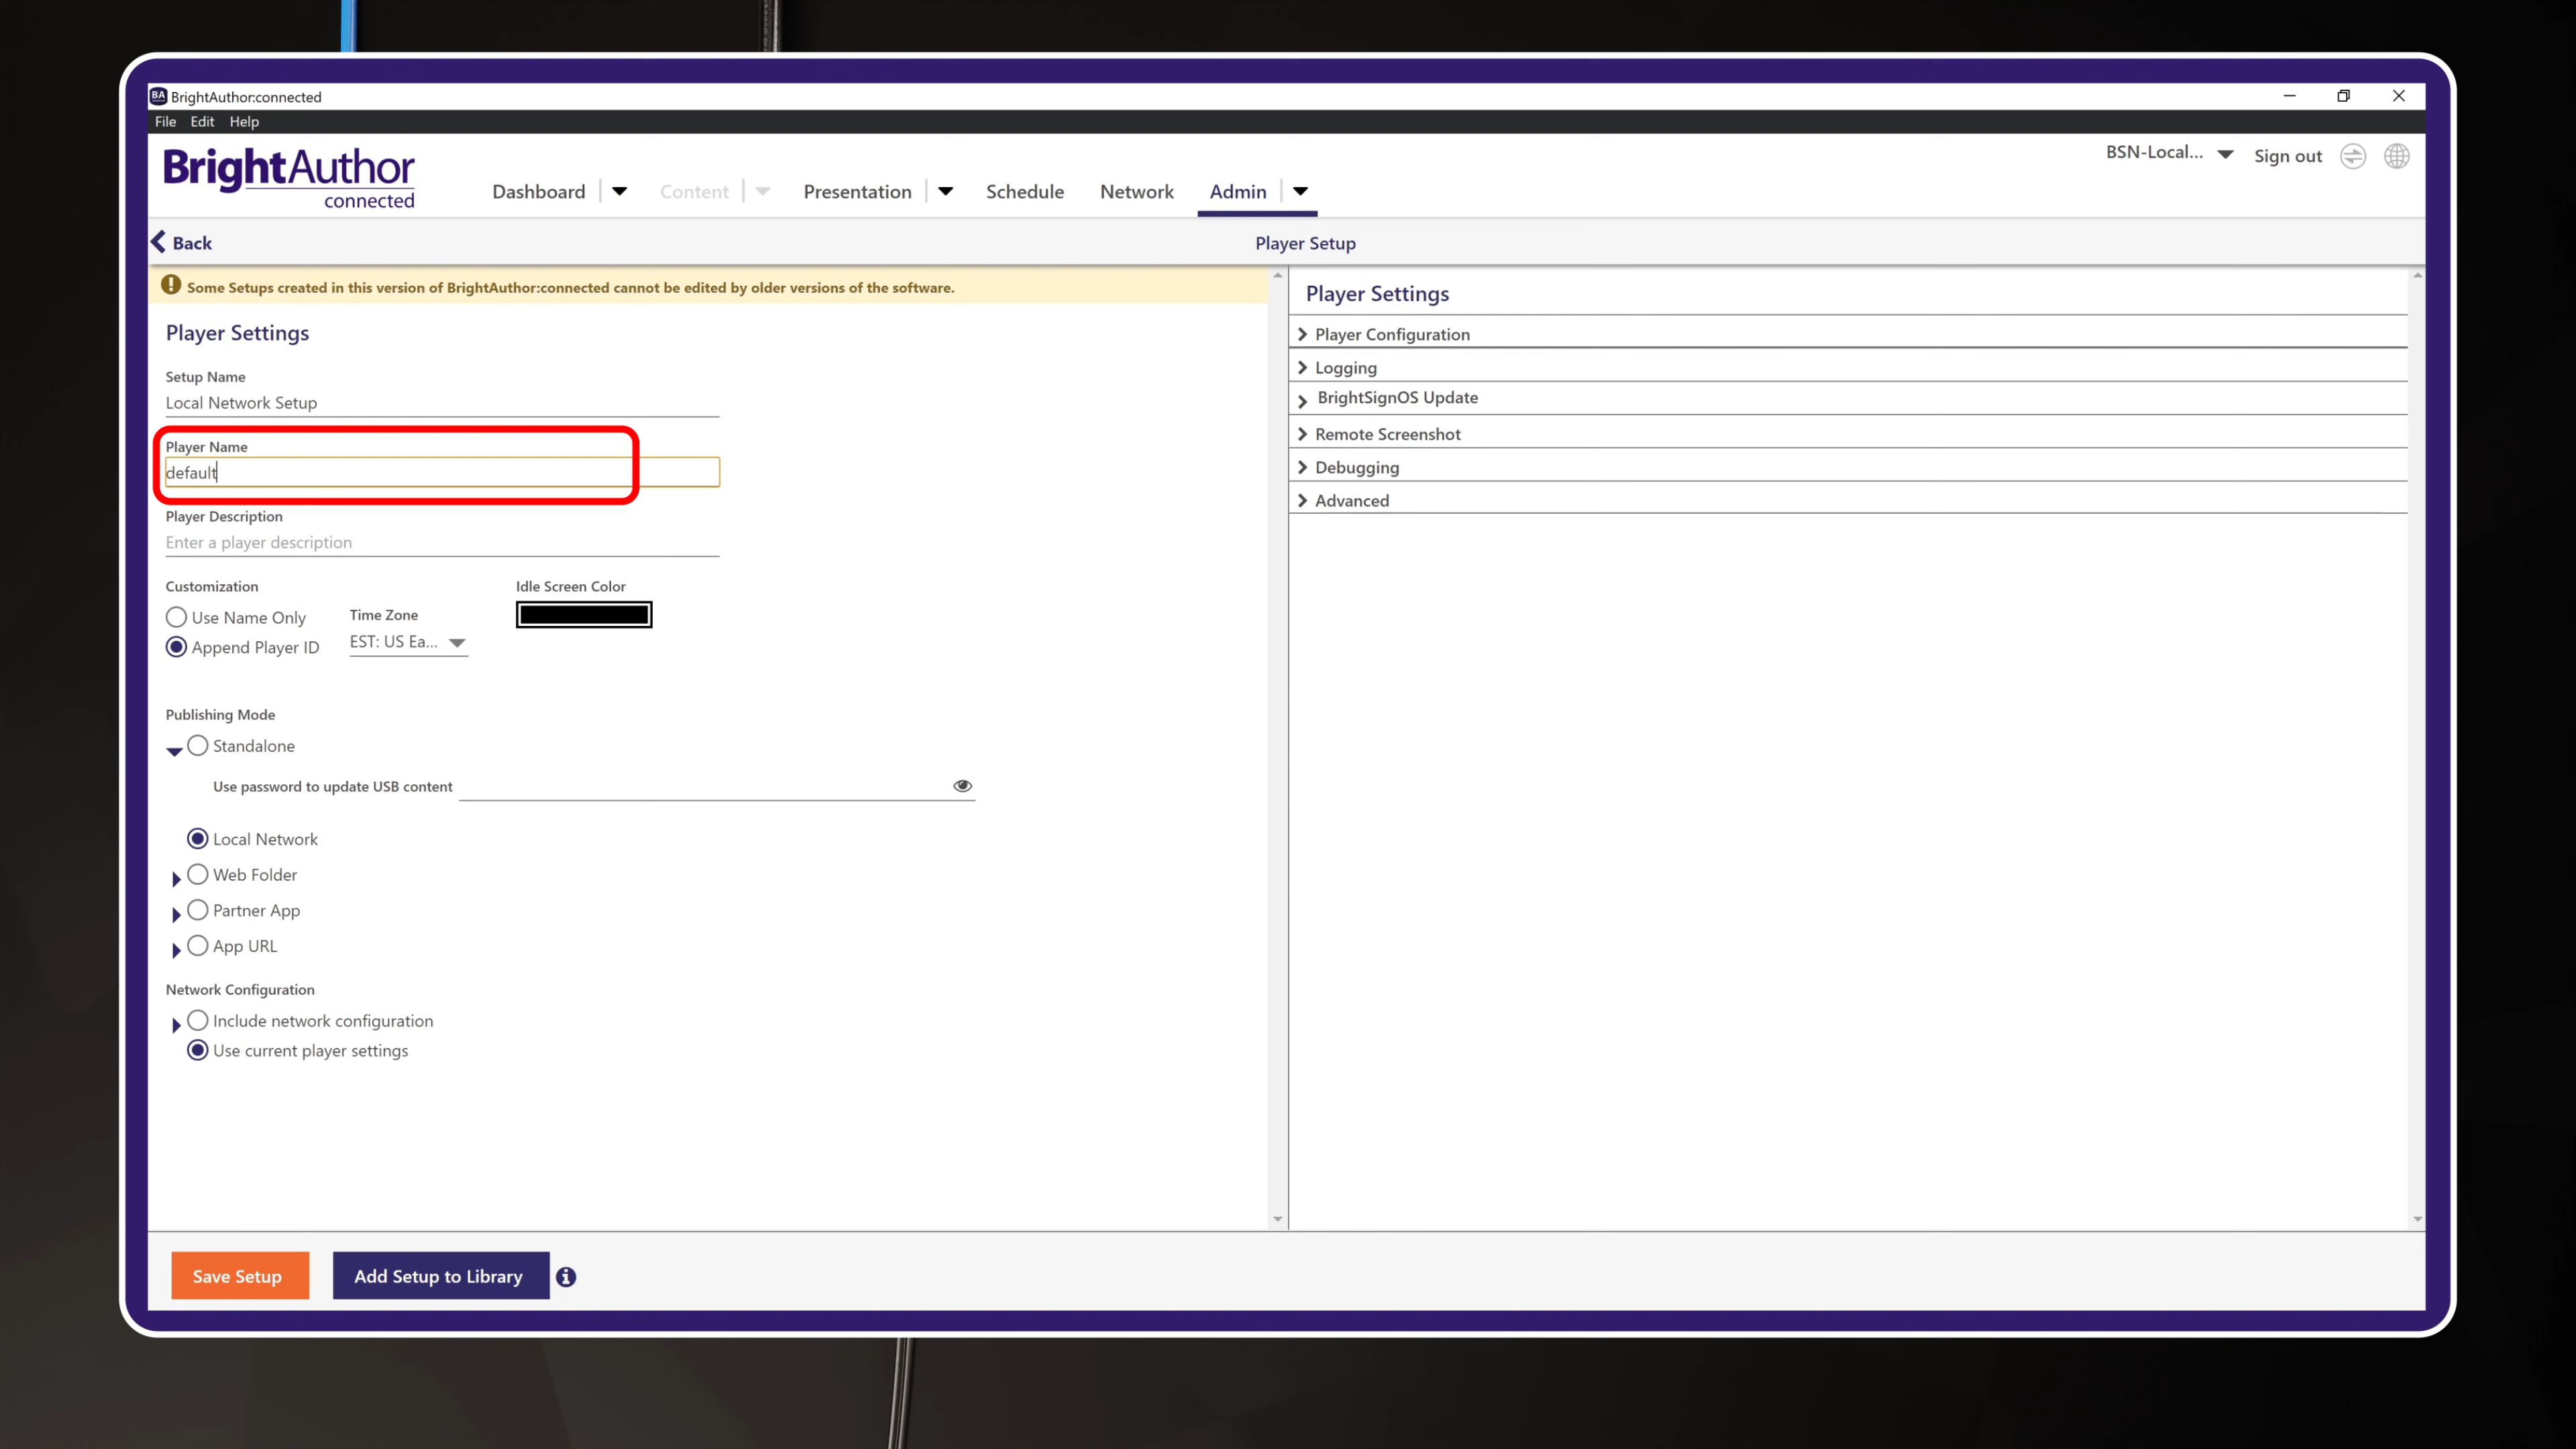 BA BrightAuthor:connected
File Edit Help
BrightAuthor
connected
Dashboard Content Presentation Schedule Network Admin
BSN-Local... Sign out
Back
Player Setup
Some Setups created in this version of BrightAuthor:connected cannot be edited by older versions of the software.
Player Settings
Setup Name
Local Network Setup
Player Name
default
Player Description
Enter a player description
Customization
Use Name Only
Append Player ID
Time Zone
EST: US Ea...
Idle Screen Color
Publishing Mode
Standalone
Use password to update USB content
Local Network
Web Folder
Partner App
App URL
Network Configuration
Include network configuration
Use current player settings
Player Settings
Player Configuration
Logging
BrightSignOS Update
Remote Screenshot
Debugging
Advanced
Save Setup
Add Setup to Library